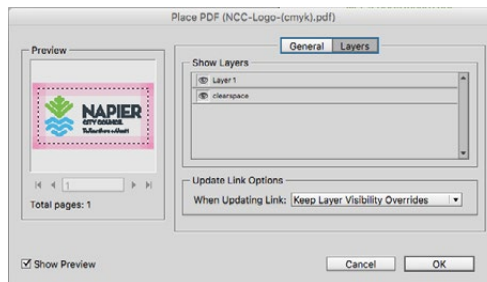 Place PDF (NCC-Logo-(cmyk).pdf)
General
Layers
Preview
NAPIER
CITY COUNCIL
1
Total pages: 1
Show Layers
Layer 1
clearspace
Update Link Options
When Updating Link: Keep Layer Visibility Overrides
Show Preview
Cancel
OK